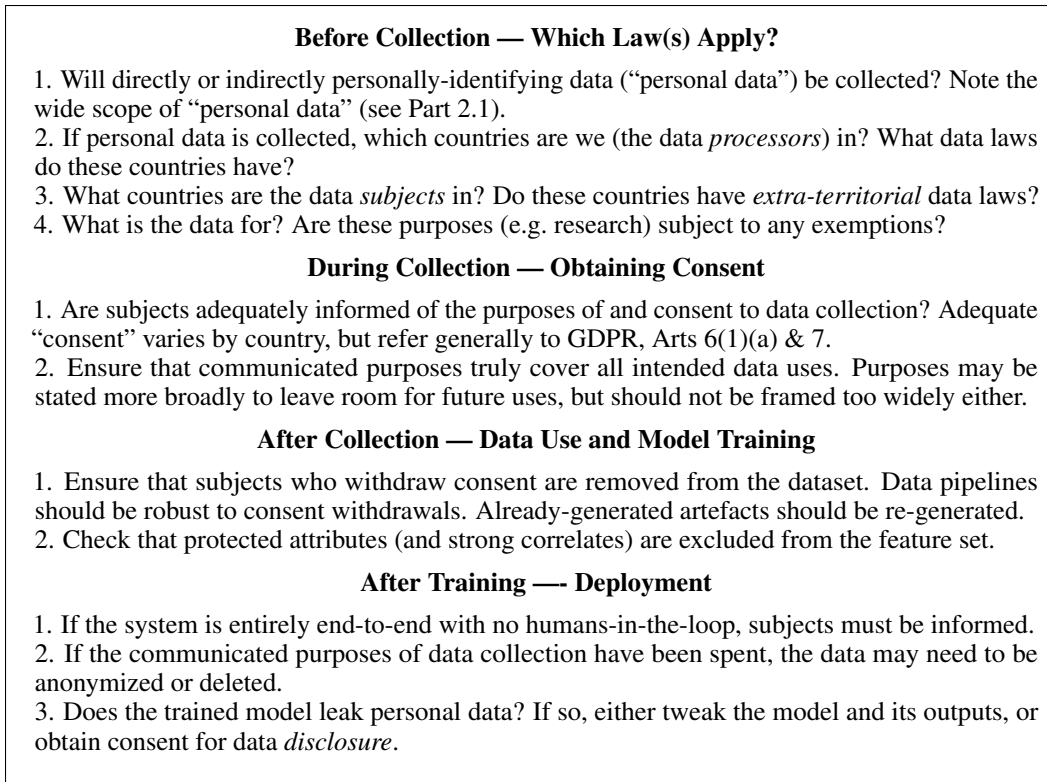 Before Collection — Which Law(s) Apply?
1. Will directly or indirectly personally-identifying data (“personal data”) be collected? Note the
wide scope of “personal data” (see Part 2.1).
2. If personal data is collected, which countries are we (the data processors) in? What data laws
do these countries have?
3. What countries are the data subjects in? Do these countries have extra-territorial data laws?
4. What is the data for? Are these purposes (e.g. research) subject to any exemptions?
During Collection — Obtaining Consent
1. Are subjects adequately informed of the purposes of and consent to data collection? Adequate
“consent” varies by country, but refer generally to GDPR, Arts 6(1)(a) & 7.
2. Ensure that communicated purposes truly cover all intended data uses. Purposes may be
stated more broadly to leave room for future uses, but should not be framed too widely either.
After Collection — Data Use and Model Training
1. Ensure that subjects who withdraw consent are removed from the dataset. Data pipelines
should be robust to consent withdrawals. Already-generated artefacts should be re-generated.
2. Check that protected attributes (and strong correlates) are excluded from the feature set.
After Training —- Deployment
1. If the system is entirely end-to-end with no humans-in-the-loop, subjects must be informed.
2. If the communicated purposes of data collection have been spent, the data may need to be
anonymized or deleted.
3. Does the trained model leak personal data? If so, either tweak the model and its outputs, or
obtain consent for data disclosure.